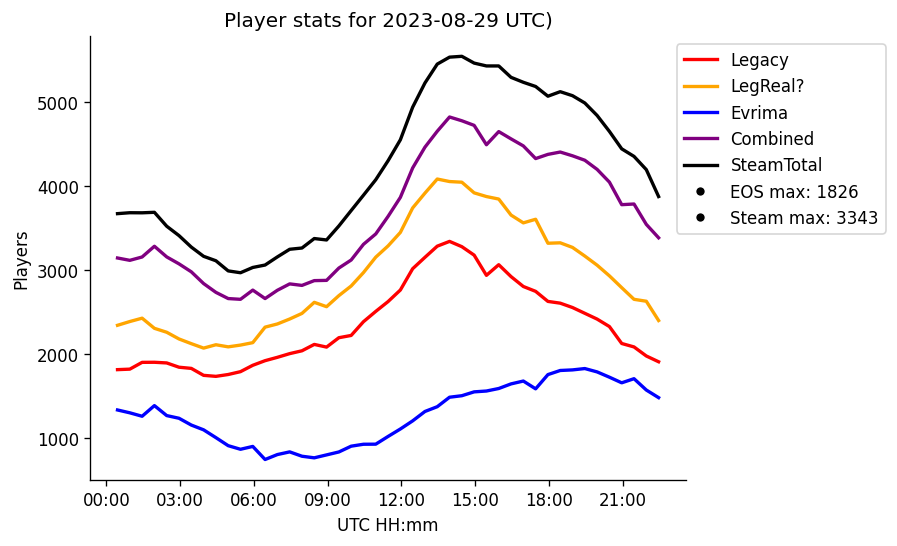 Player stats for 2023-08-29 UTC)
Legacy
LegReal?
Evrima
Combined
SteamTotal
EOS max: 1826
Steam max: 3343
Players
5000
4000
3000
2000
1000
00:00 03:00 06:00 09:00 12:00 15:00 18:00 21:00
UTC HH:mm